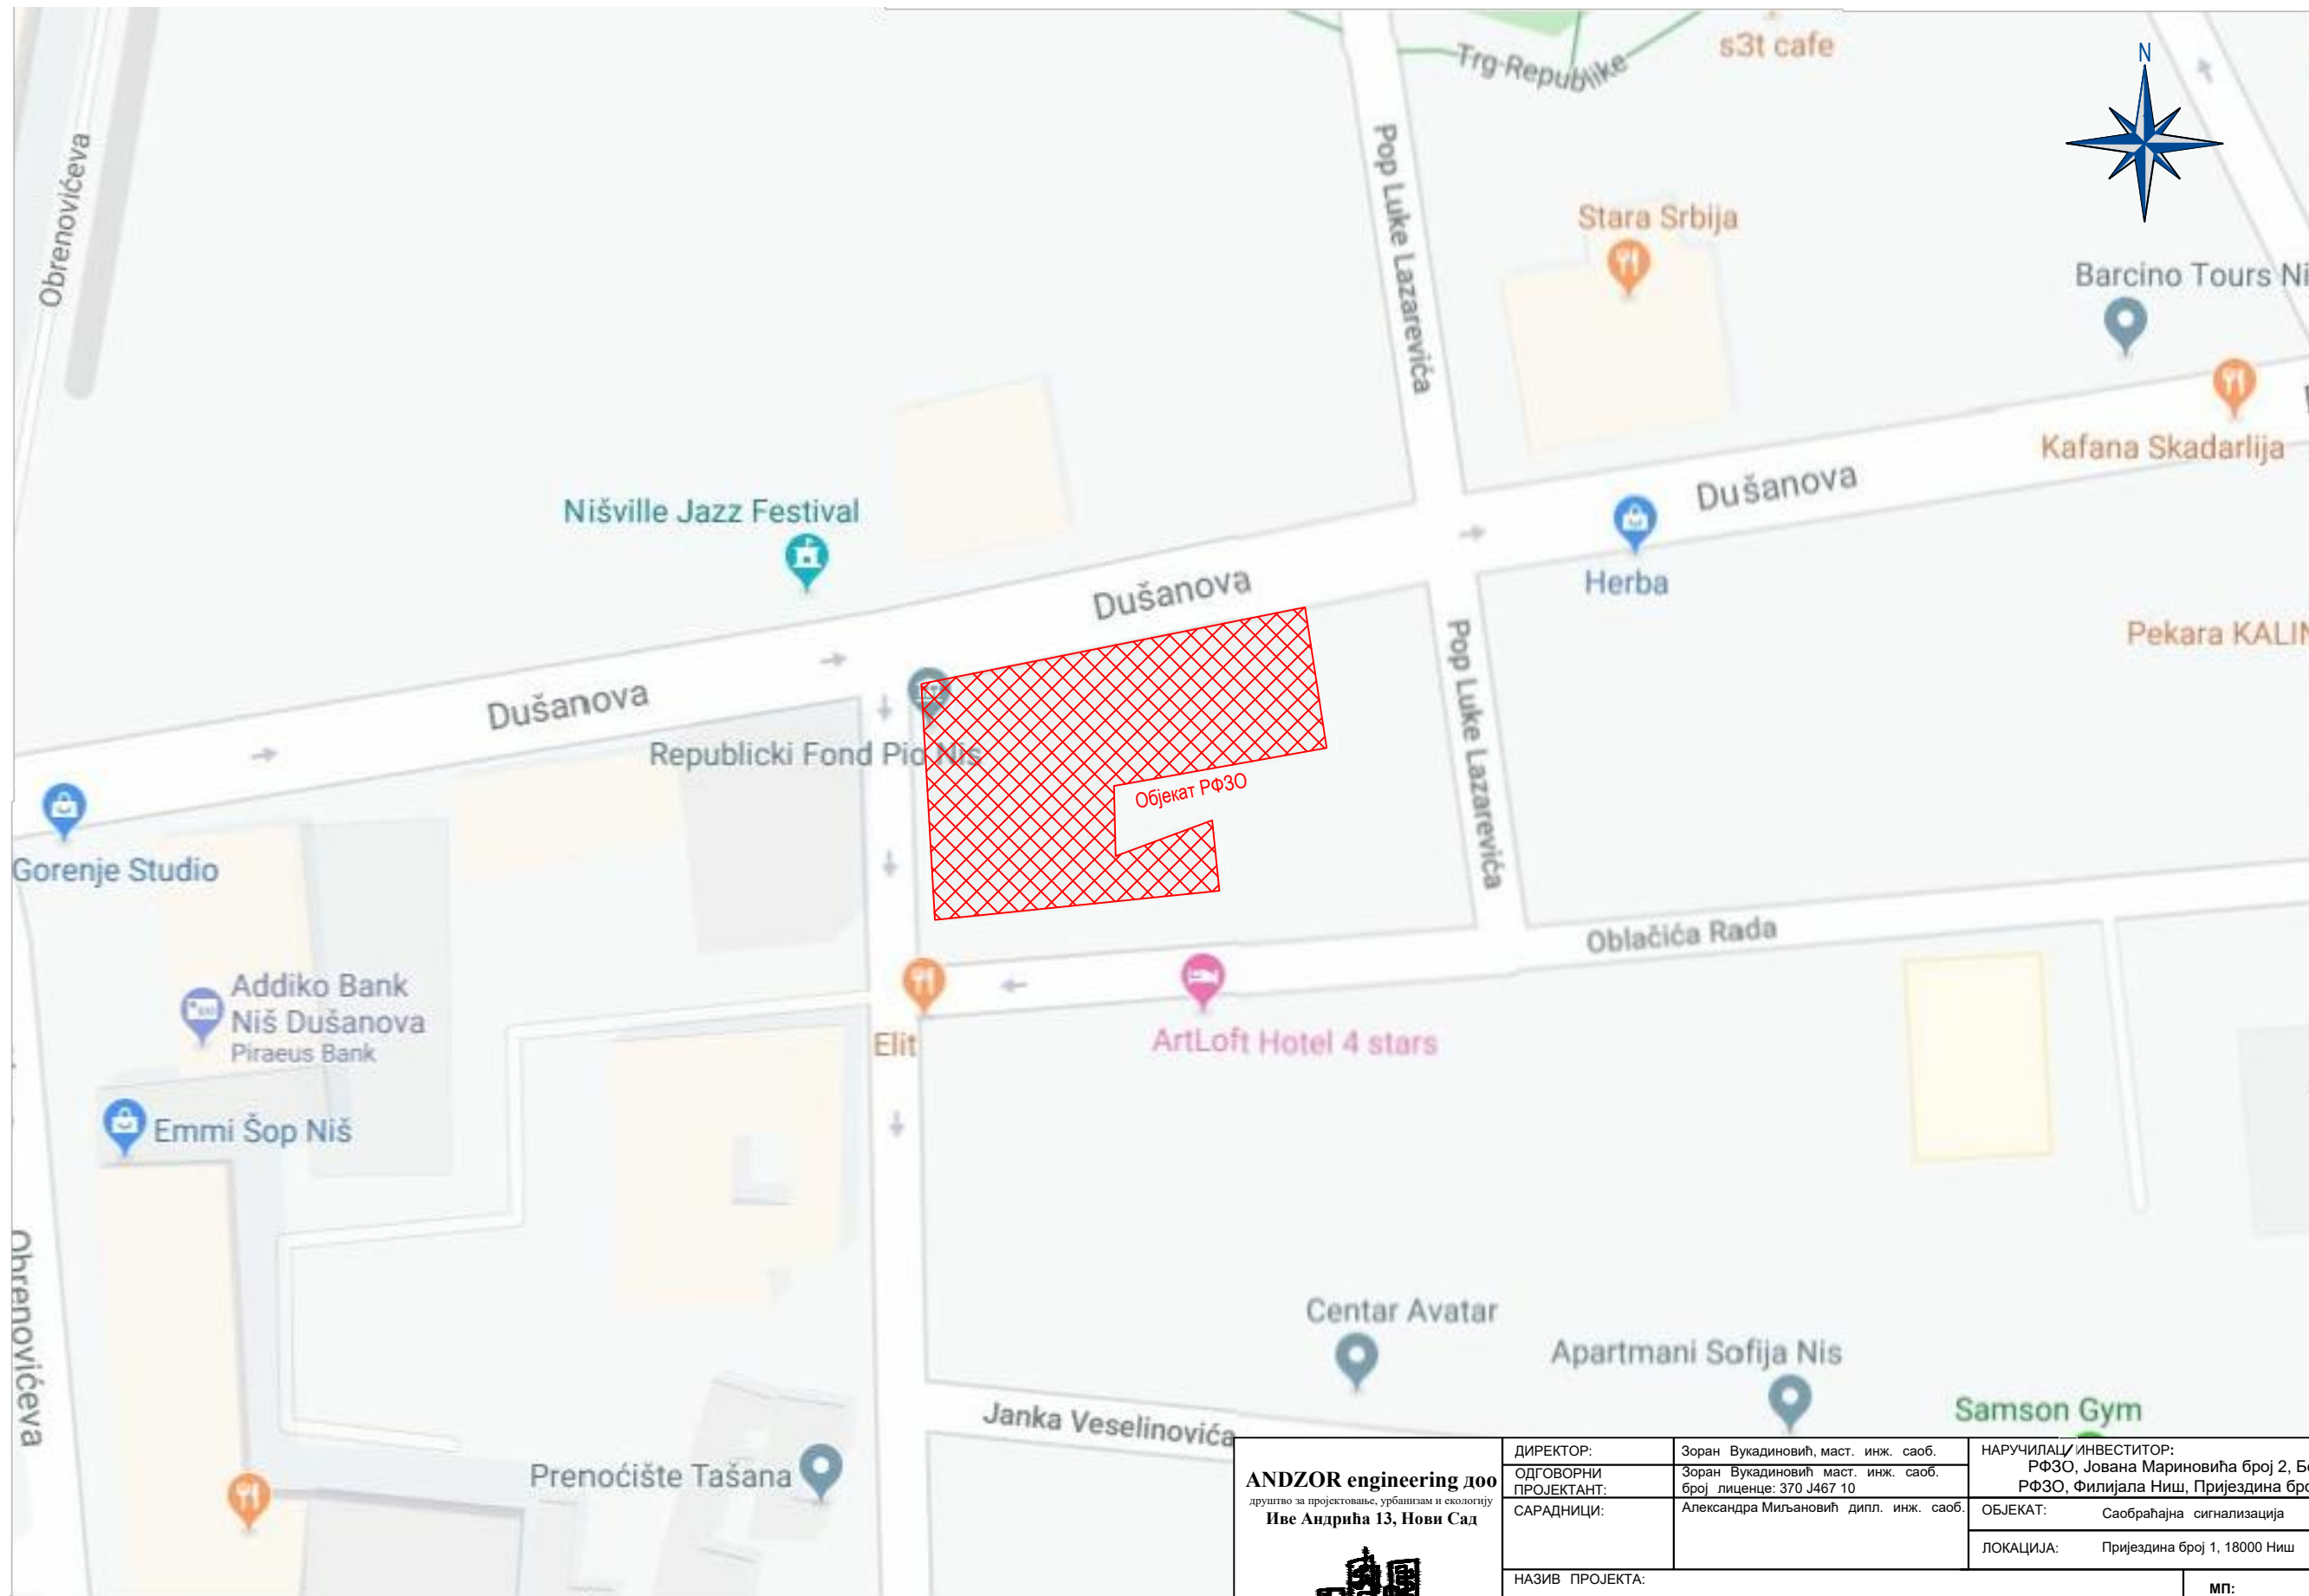 s3t cafe
Trg Republike
N
Obrenovićeva
Pop Luke Lazarevića
Stara Srbija
Barcino Tours Ni
Kafana Skadarlija
Dušanova
Nišville Jazz Festival
Herba
Dušanova
Pekara KALIN
Dušanova
Pop Luke Lazarevića
Republicki Fond Pio Nis
Објекат РФЗО
Gorenje Studio
Oblačića Rada
Addiko Bank
Niš Dušanova
Piraeus Bank
Elit
ArtLoft Hotel 4 stars
Emmi Šop Niš
Obrenovićeva
Centar Avatar
Apartmani Sofija Nis
Samson Gym
Janka Veselinovića
Prenoćište Tašana
ANDZOR engineering доо
друштво за пројектовање, урбанизам и екологију
Иве Андрића 13, Нови Сад
ДИРЕКТОР:
Зоран Вукадиновић, маст. инж. саоб.
ОДГОВОРНИ
ПРОЈЕКТАНТ:
Зоран Вукадиновић маст. инж. саоб.
број лиценце: 370 Ј467 10
САРАДНИЦИ:
Александра Миљановић дипл. инж. саоб.
НАРУЧИЛАЦ/ИНВЕСТИТОР:
РФЗО, Јована Мариновића број 2, Бе
РФЗО, Филијала Ниш, Пријездина бро
ОБЈЕКАТ:
Саобраћајна сигнализација
ЛОКАЦИЈА:
Пријездина број 1, 18000 Ниш
НАЗИВ ПРОЈЕКТА:
МП: